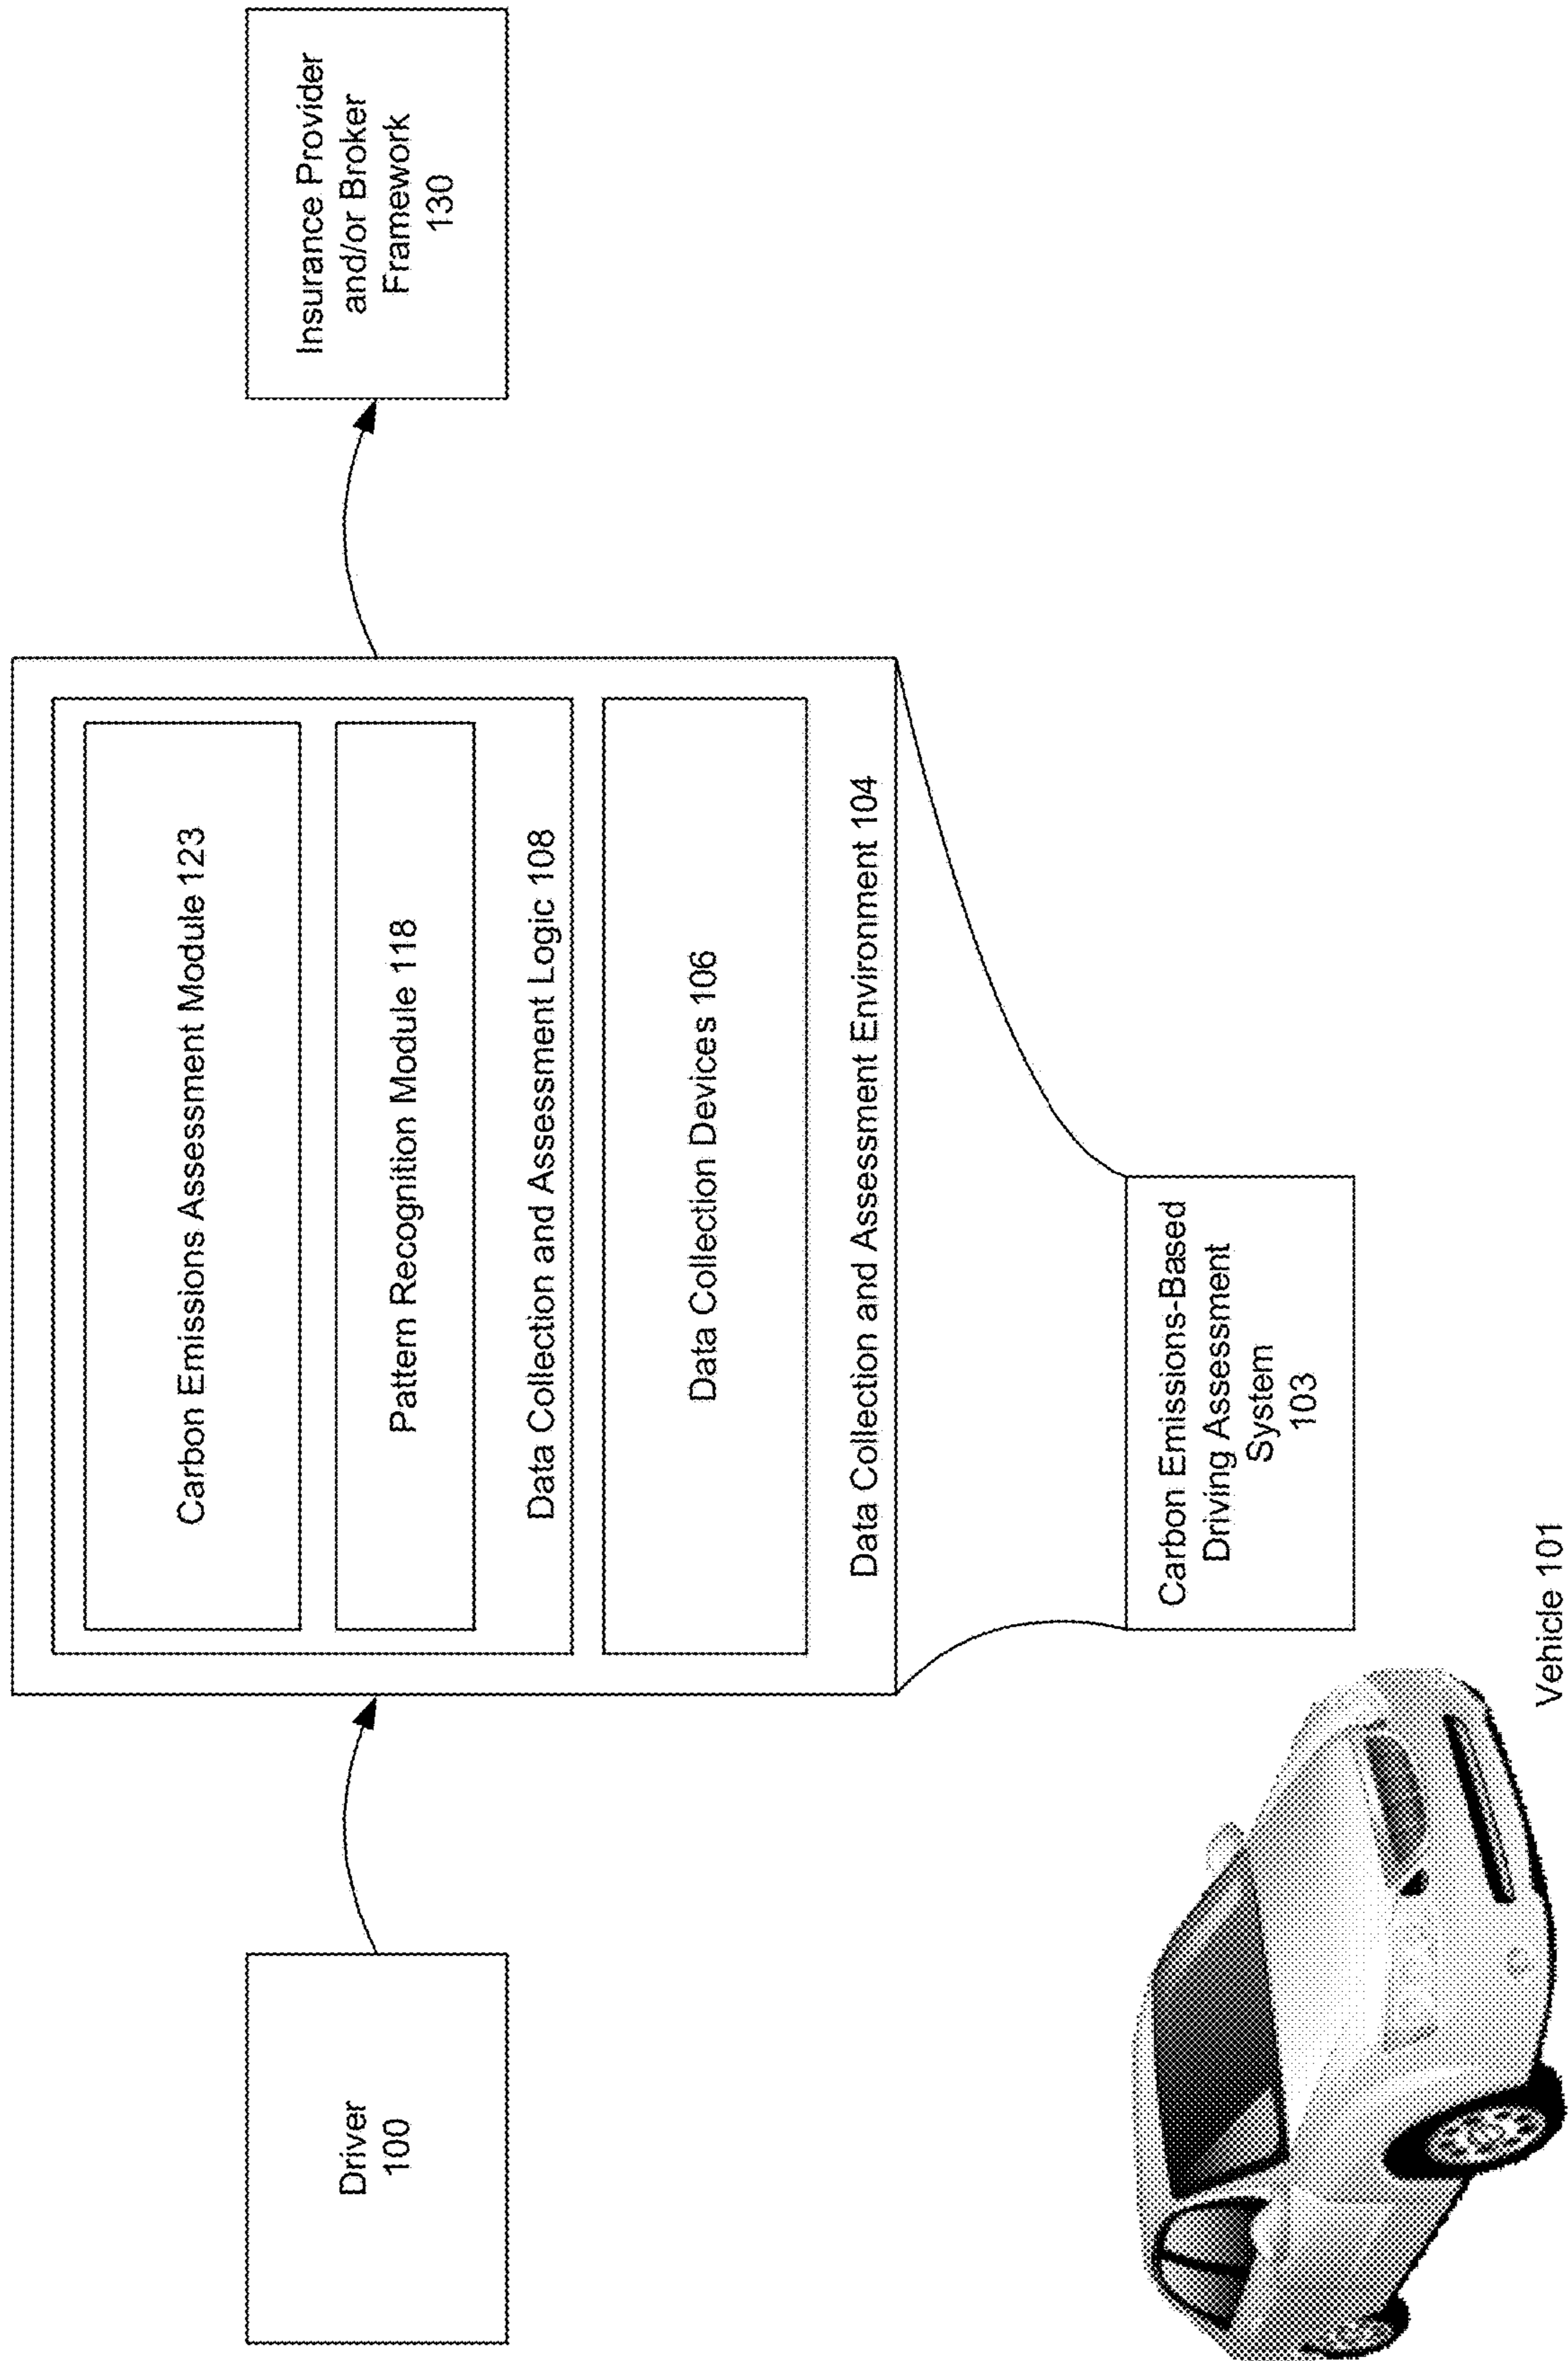 Driver
100
Carbon Emissions Assessment Module 123
Pattern Recognition Module 118
Data Collection and Assessment Logic 108
Data Collection Devices 106
Data Collection and Assessment Environment 104
Insurance Provider
and/or Broker
Framework
130
Carbon Emissions-Based
Driving Assessment
System
103
Vehicle 101